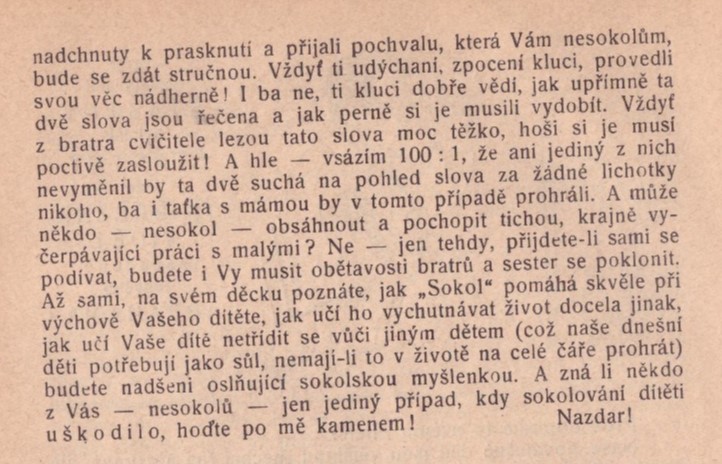 nadchnuty k prasknutí a přijali pochvalu, která Vám nesokolům,
bude se zdát stručnou. Vždyť ti udýchaní, zpocení kluci, provedli
svou věc nádherně! I ba ne, ti kluci dobře vědí, jak upřímně ta
dvě slova jsou řečena a jak perně si je musili vydobít. Vždyť
z bratra cvičitele lezou tato slova moc těžko, hoši si je musí
poctivě zasloužit! A hle — vsázím 100 : 1, že ani jediný z nich
nevyměnil by ta dvě suchá na pohled slova za žádné lichotky
nikoho, ba i taťka s mámou by v tomto případě prohráli. A může
někdo — nesokol — obsáhnout a pochopit tichou, krajně vy-
čerpávající práci s malými? Ne — jen tehdy, přijdete-li sami se
podívat, budete i Vy musit obětavosti bratrů a sester se poklonit.
Až sami, na svém děcku poznáte, jak „Sokol" pomáhá skvěle při
výchově Vašeho dítěte, jak učí ho vychutnávat život docela jinak,
jak učí Vaše dítě netřídit se vůči jiným dětem (což naše dnešní
děti potřebují jako sůl, nemají-li to v životě na celé čáře prohrát)
budete nadšeni oslňující sokolskou myšlenkou. A zná li někdo
z Vás — nesokolů — jen jediný případ, kdy sokolování dítěti
uškodilo, hoďte po mě kamenem! Nazdar!